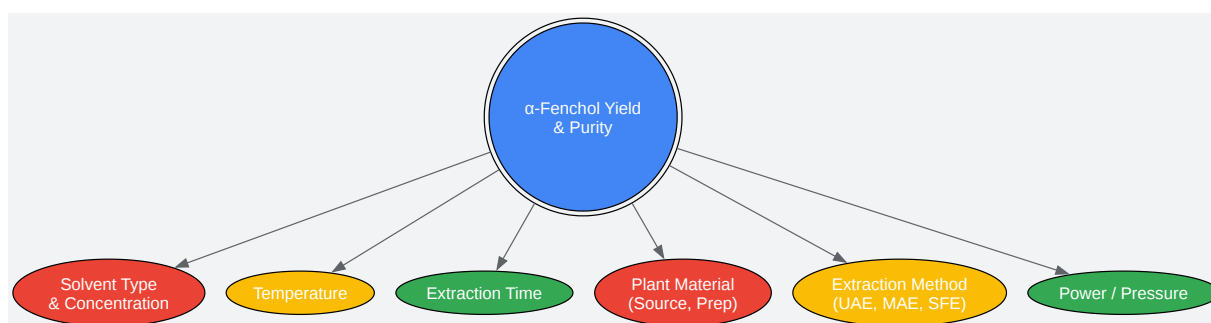 α-Fenchol Yield
& Purity
Solvent Type
& Concentration
Temperature
Extraction Time
Plant Material
(Source, Prep)
Extraction Method
(UAE, MAE, SFE)
Power / Pressure